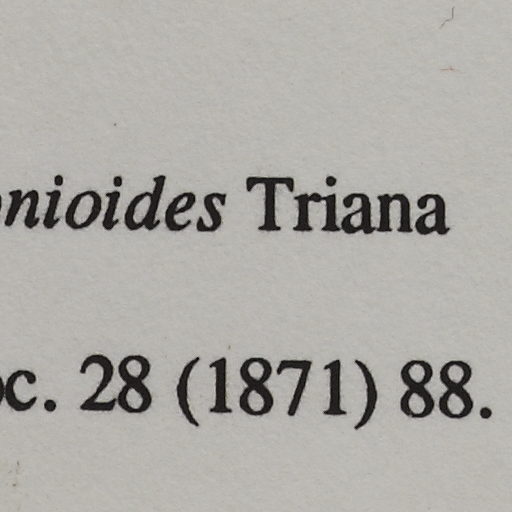 nioides Triana
c. 28 (1871) 88.